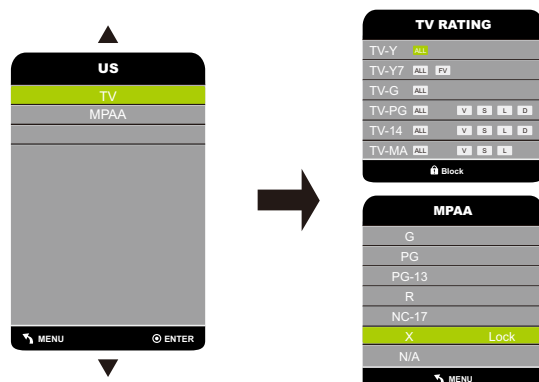 US
TV
MPAA
MENU ENTER
TV RATING
TV-Y ALL
TV-Y7 ALL FV
TV-G ALL
TV-PG ALL V S L D
TV-14 ALL V S L D
TV-MA ALL V S L
Block
MPAA
G
PG
PG-13
R
NC-17
X Lock
N/A
MENU